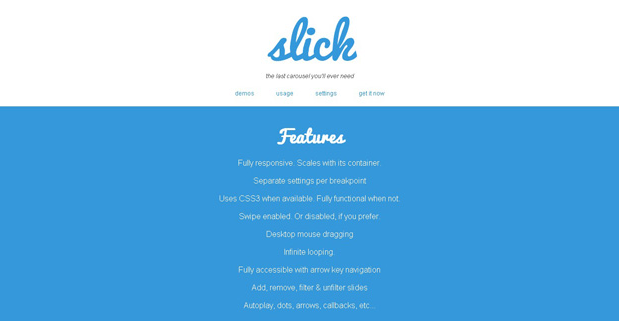 slick
the last carousel you'll ever need
demos usage settings get it now
Features
Fully responsive. Scales with its container.
Separate settings per breakpoint
Uses CSS3 when available. Fully functional when not.
Swipe enabled. Or disabled, if you prefer.
Desktop mouse dragging
Infinite looping.
Fully accessible with arrow key navigation
Add, remove, filter & unfilter slides
Autoplay, dots, arrows, callbacks, etc...